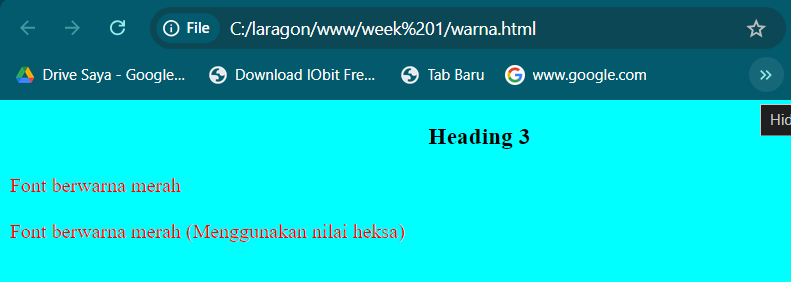 File C:/laragon/www/week%201/warna.html
Drive Saya - Google... Download IObit Fre... Tab Baru www.google.com
Hid
Heading 3
Font berwarna merah
Font berwarna merah (Menggunakan nilai heksa)